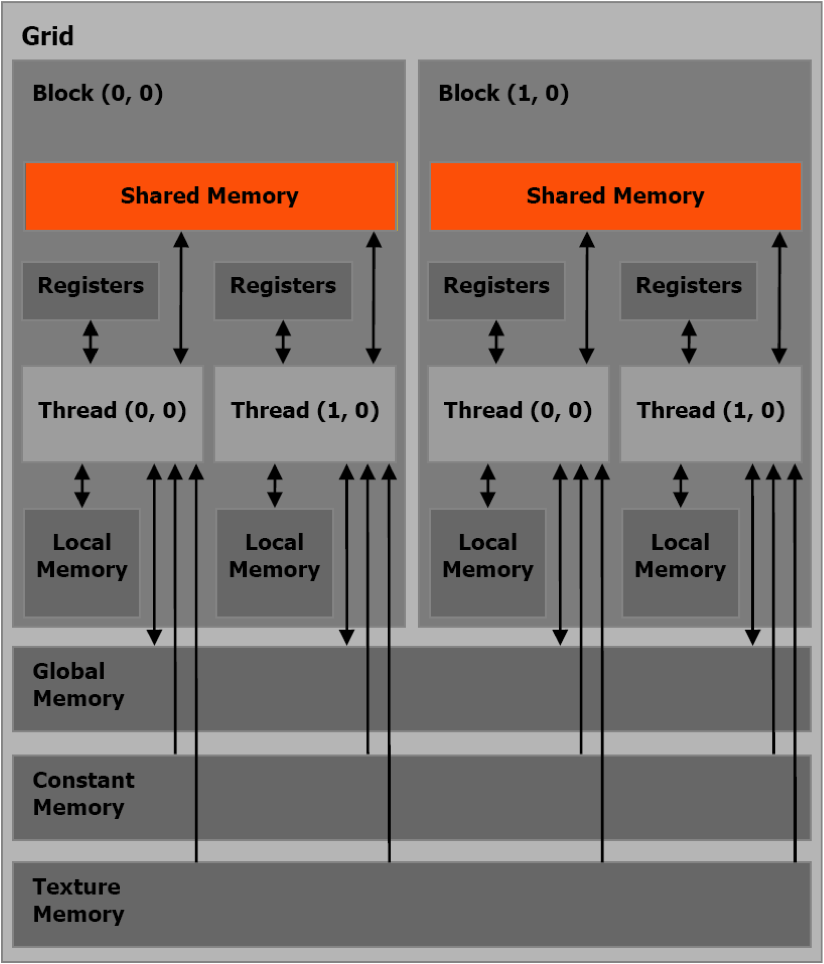 Grid
Block (0, 0)
Shared Memory
Registers
Registers
Thread (0, 0)
Thread (1, 0)
Local
Memory
Local
Memory
Block (1, 0)
Shared Memory
Registers
Registers
Thread (0, 0)
Thread (1, 0)
Local
Memory
Local
Memory
Global
Memory
Constant
Memory
Texture
Memory